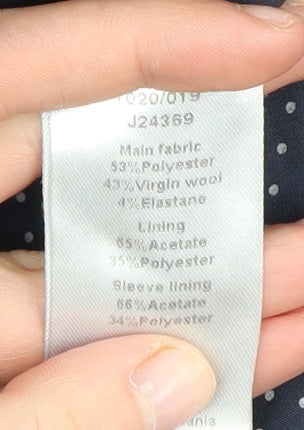 1020/019
J24369
Main fabric
53%Polyester
43%Virgin wool
4%Elastane
Lining
65%Acetate
35%Polyester
Sleeve lining
66%Acetate
34%Polyester